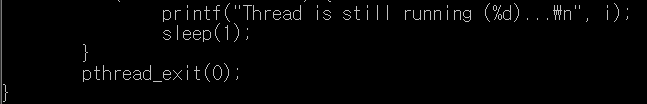 printf("Thread is still running (%d)...₩n", i);
sleep(1);
}
pthread_exit(0);
}